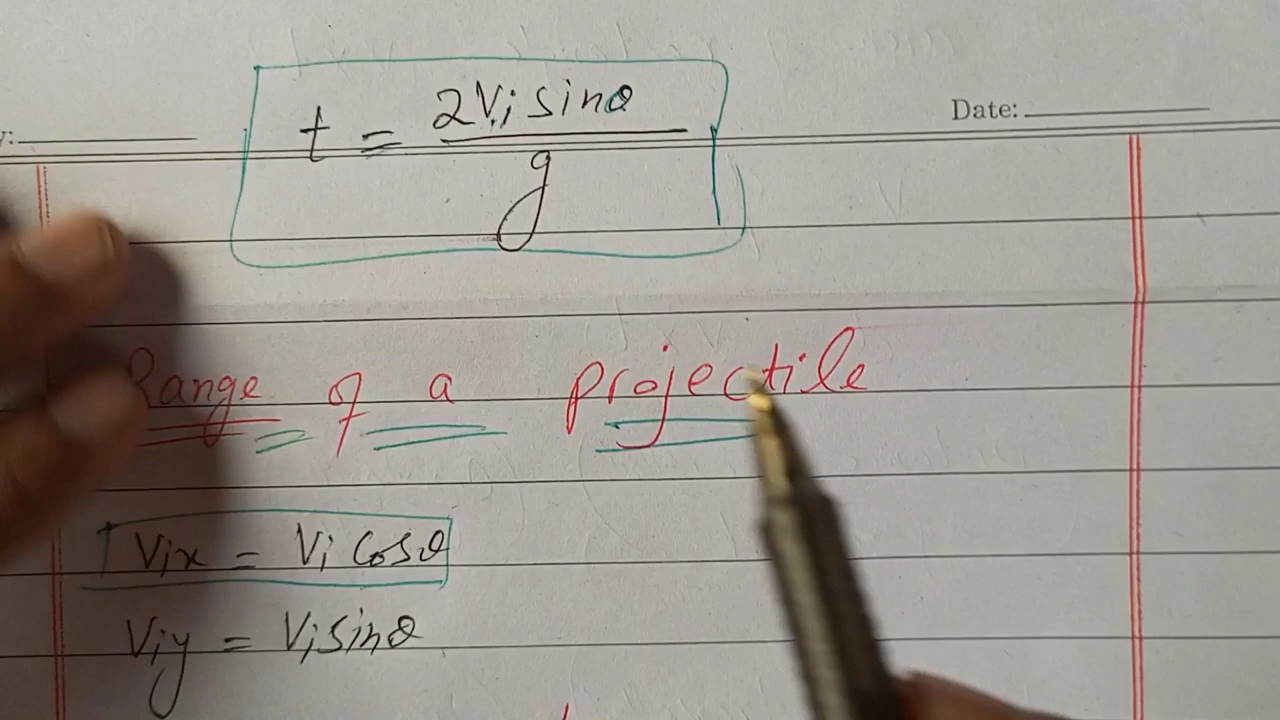 t = 2Vi sinθ / g
Date:
Range of a projectile
Vix = Vi Cosθ
Viy = Vi sinθ